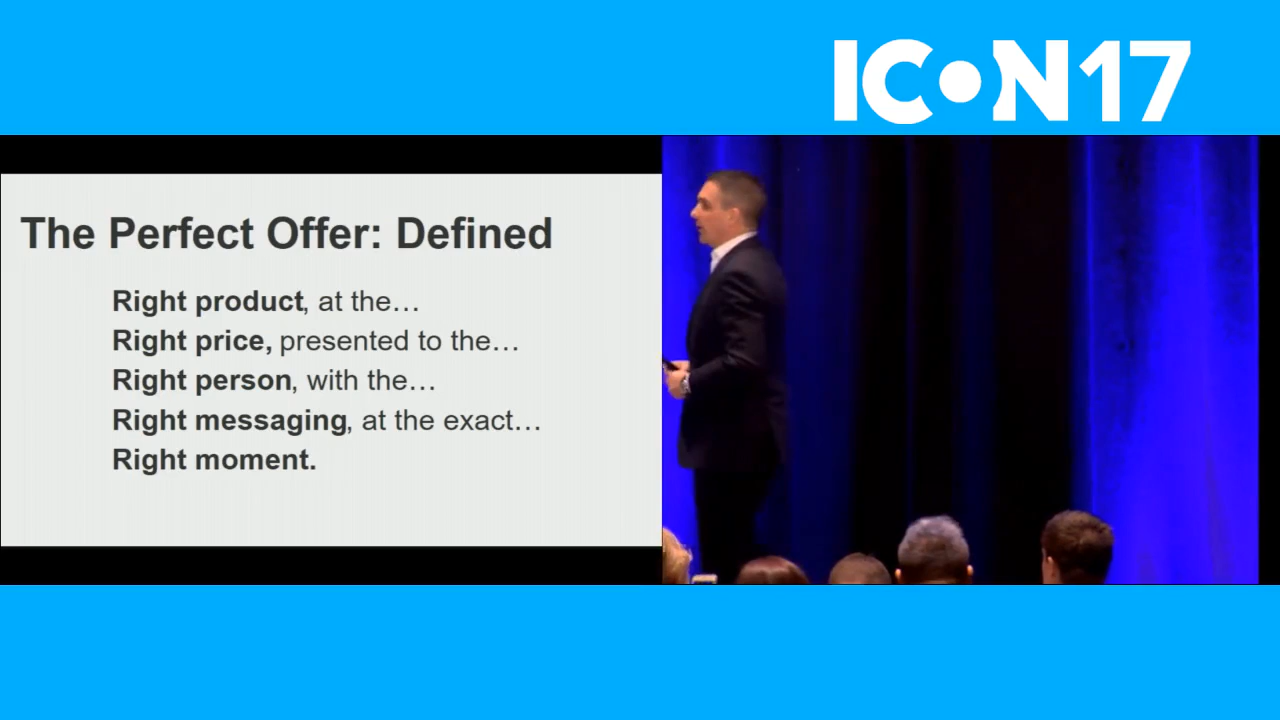 ICON17
The Perfect Offer: Defined
Right product, at the…
Right price, presented to the…
Right person, with the…
Right messaging, at the exact…
Right moment.